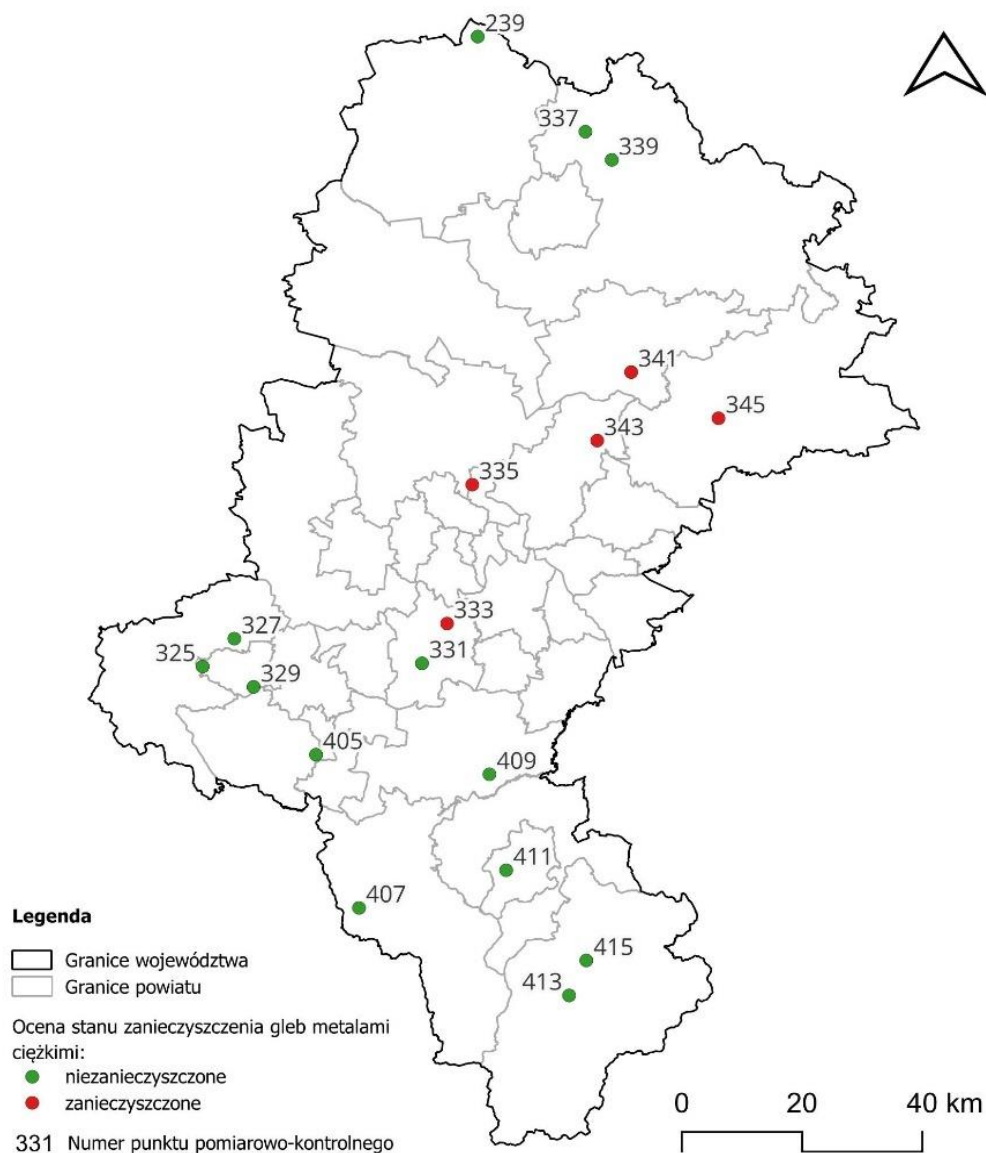 239
337
339
341
345
343
335
333
327
331
325
329
405
409
411
407
415
413
Legenda
Granice województwa
Granice powiatu
Ocena stanu zanieczyszczenia gleb metalami
ciężkimi:
niezanieczyszczone
zanieczyszczone
331 Numer punktu pomiarowo-kontrolnego
0 20 40 km